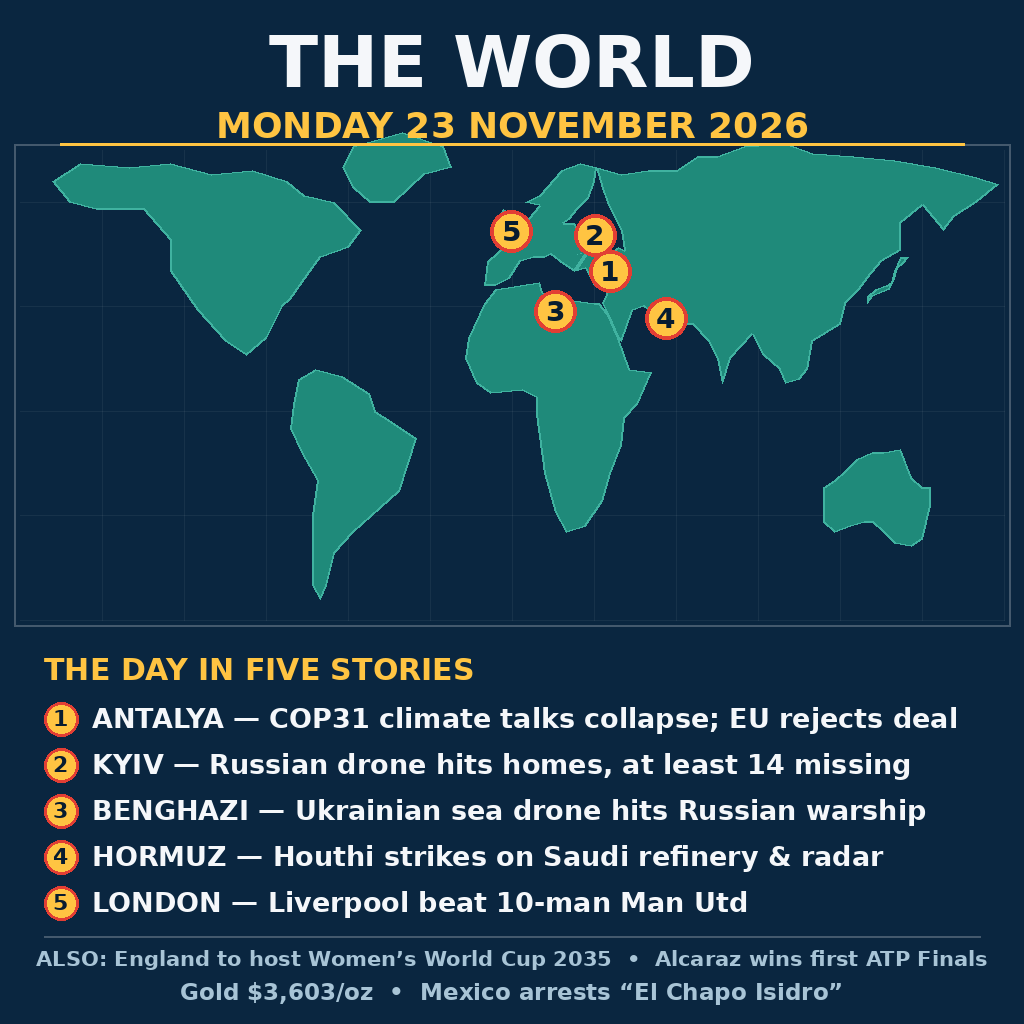 THE WORLD
MONDAY 23 NOVEMBER 2026
5
2
1
3
4
THE DAY IN FIVE STORIES
1 ANTALYA — COP31 climate talks collapse; EU rejects deal
2 KYIV — Russian drone hits homes, at least 14 missing
3 BENGHAZI — Ukrainian sea drone hits Russian warship
4 HORMUZ — Houthi strikes on Saudi refinery & radar
5 LONDON — Liverpool beat 10-man Man Utd
ALSO: England to host Women’s World Cup 2035 • Alcaraz wins first ATP Finals
Gold $3,603/oz • Mexico arrests “El Chapo Isidro”